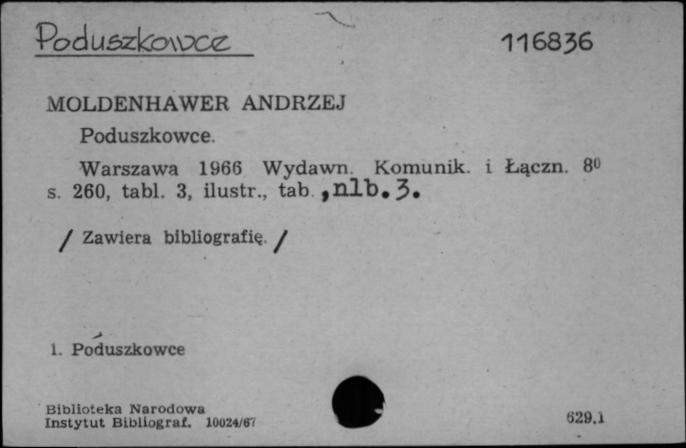 Poduszkowce 116836
MOLDENHAWER ANDRZEJ
Poduszkowce.
Warszawa 1966 Wydawn. Komunik. i Łączn. 8⁰
s. 260, tabl. 3, ilustr., tab. , nlb. 3.
/ Zawiera bibliografię. /
1. Poduszkowce
Biblioteka Narodowa
Instytut Bibliograf. 10024/67
629.1